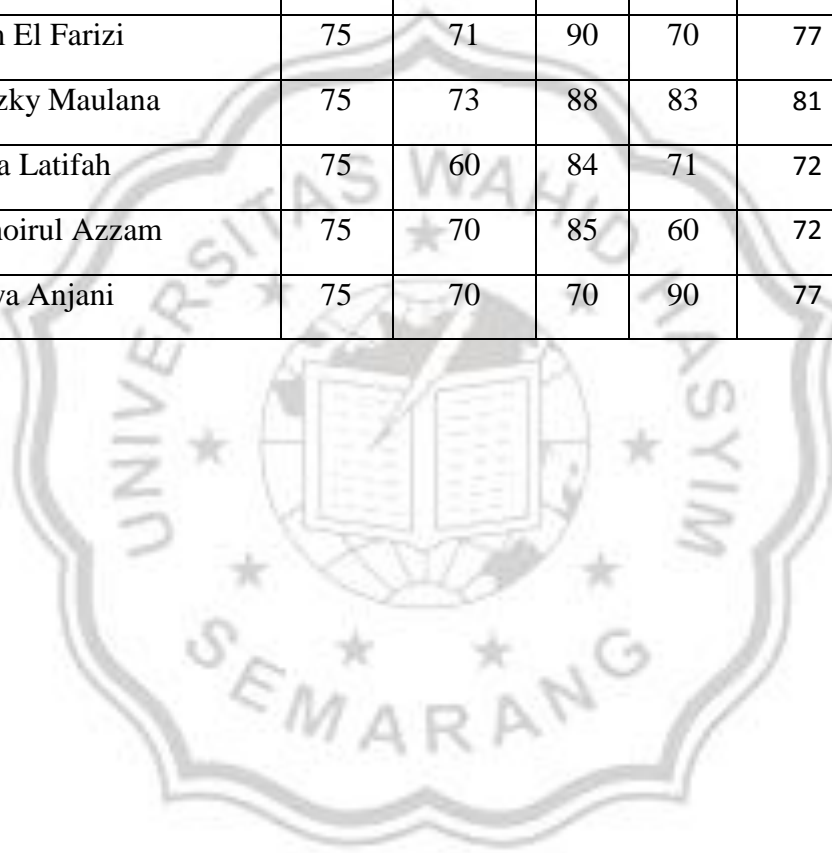 n El Farizi 75 71 90 70 77
zky Maulana 75 73 88 83 81
a Latifah 75 60 84 71 72
noirul Azzam 75 70 85 60 72
ya Anjani 75 70 70 90 77
UNIVERSITAS WAHID HASYIM
SEMARANG